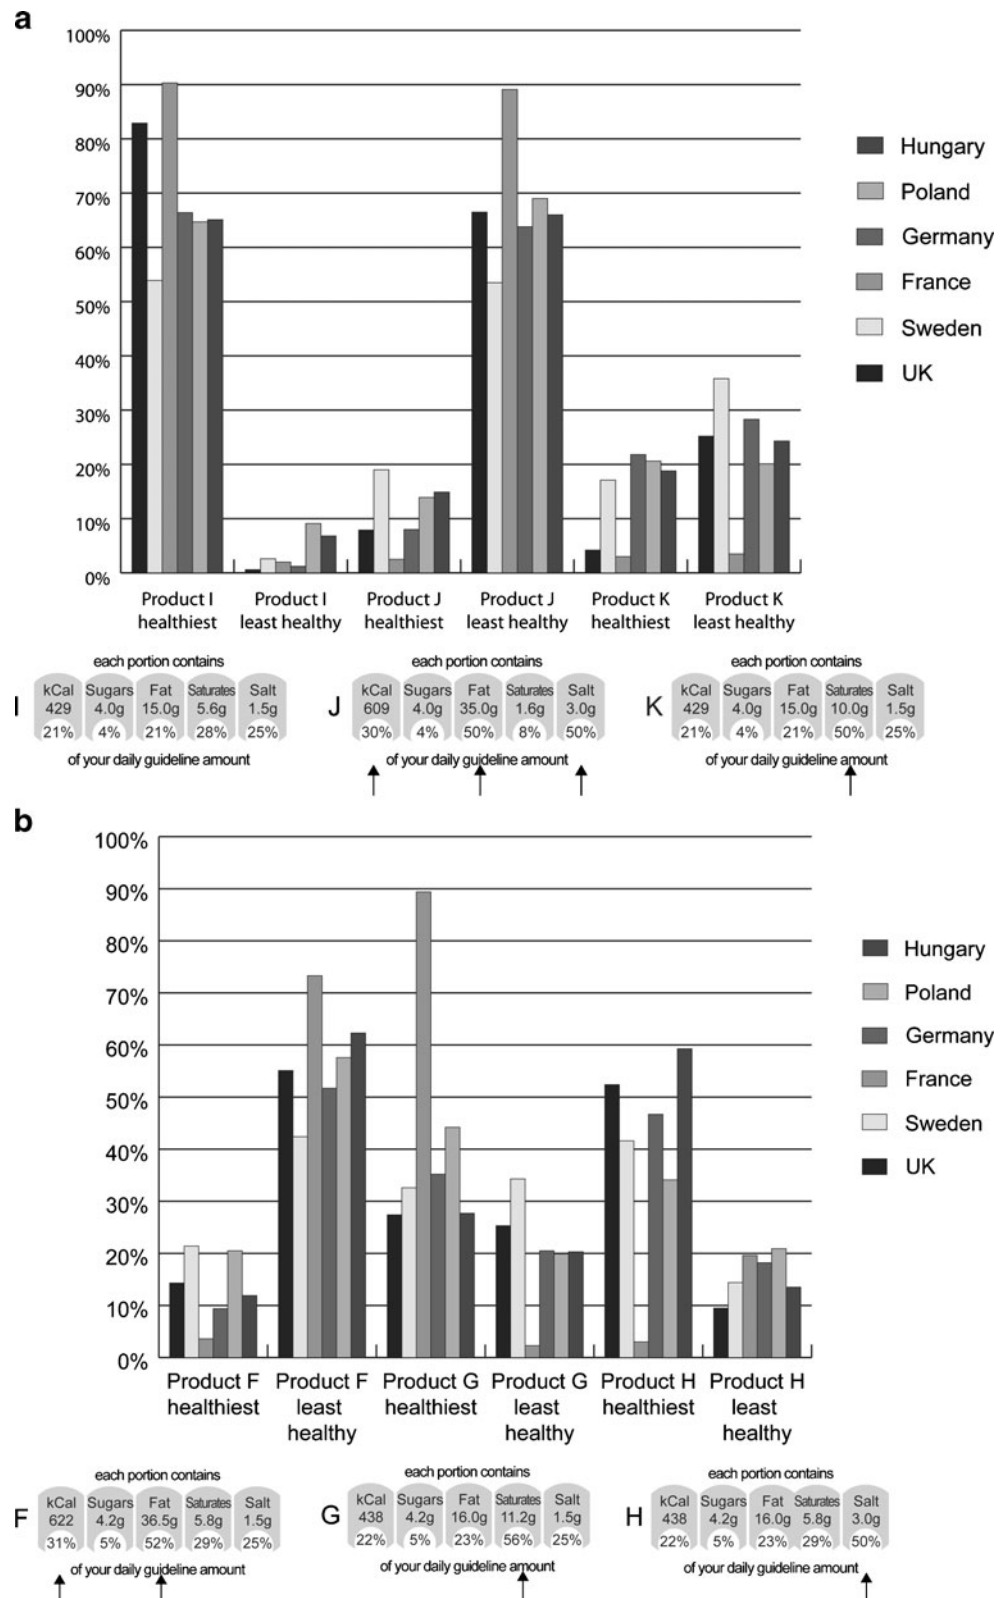 a
100%
90%
80%
70%
60%
50%
40%
30%
20%
10%
0%
Hungary
Poland
Germany
France
Sweden
UK
Product I healthiest
Product I least healthy
Product J healthiest
Product J least healthy
Product K healthiest
Product K least healthy
I
each portion contains
kCal Sugars Fat Saturates Salt
429 4.0g 15.0g 5.6g 1.5g
21% 4% 21% 28% 25%
of your daily guideline amount
J
each portion contains
kCal Sugars Fat Saturates Salt
609 4.0g 35.0g 1.6g 3.0g
30% 4% 50% 8% 50%
of your daily guideline amount
K
each portion contains
kCal Sugars Fat Saturates Salt
429 4.0g 15.0g 10.0g 1.5g
21% 4% 21% 50% 25%
of your daily guideline amount
b
100%
90%
80%
70%
60%
50%
40%
30%
20%
10%
0%
Hungary
Poland
Germany
France
Sweden
UK
Product F
healthiest
Product F
least
healthy
Product G
healthiest
Product G
least
healthy
Product H
healthiest
Product H
least
healthy
F
each portion contains
kCal Sugars Fat Saturates Salt
622 4.2g 36.5g 5.8g 1.5g
31% 5% 52% 29% 25%
of your daily guideline amount
G
each portion contains
kCal Sugars Fat Saturates Salt
438 4.2g 16.0g 11.2g 1.5g
22% 5% 23% 56% 25%
of your daily guideline amount
H
each portion contains
kCal Sugars Fat Saturates Salt
438 4.2g 16.0g 5.8g 3.0g
22% 5% 23% 29% 50%
of your daily guideline amount